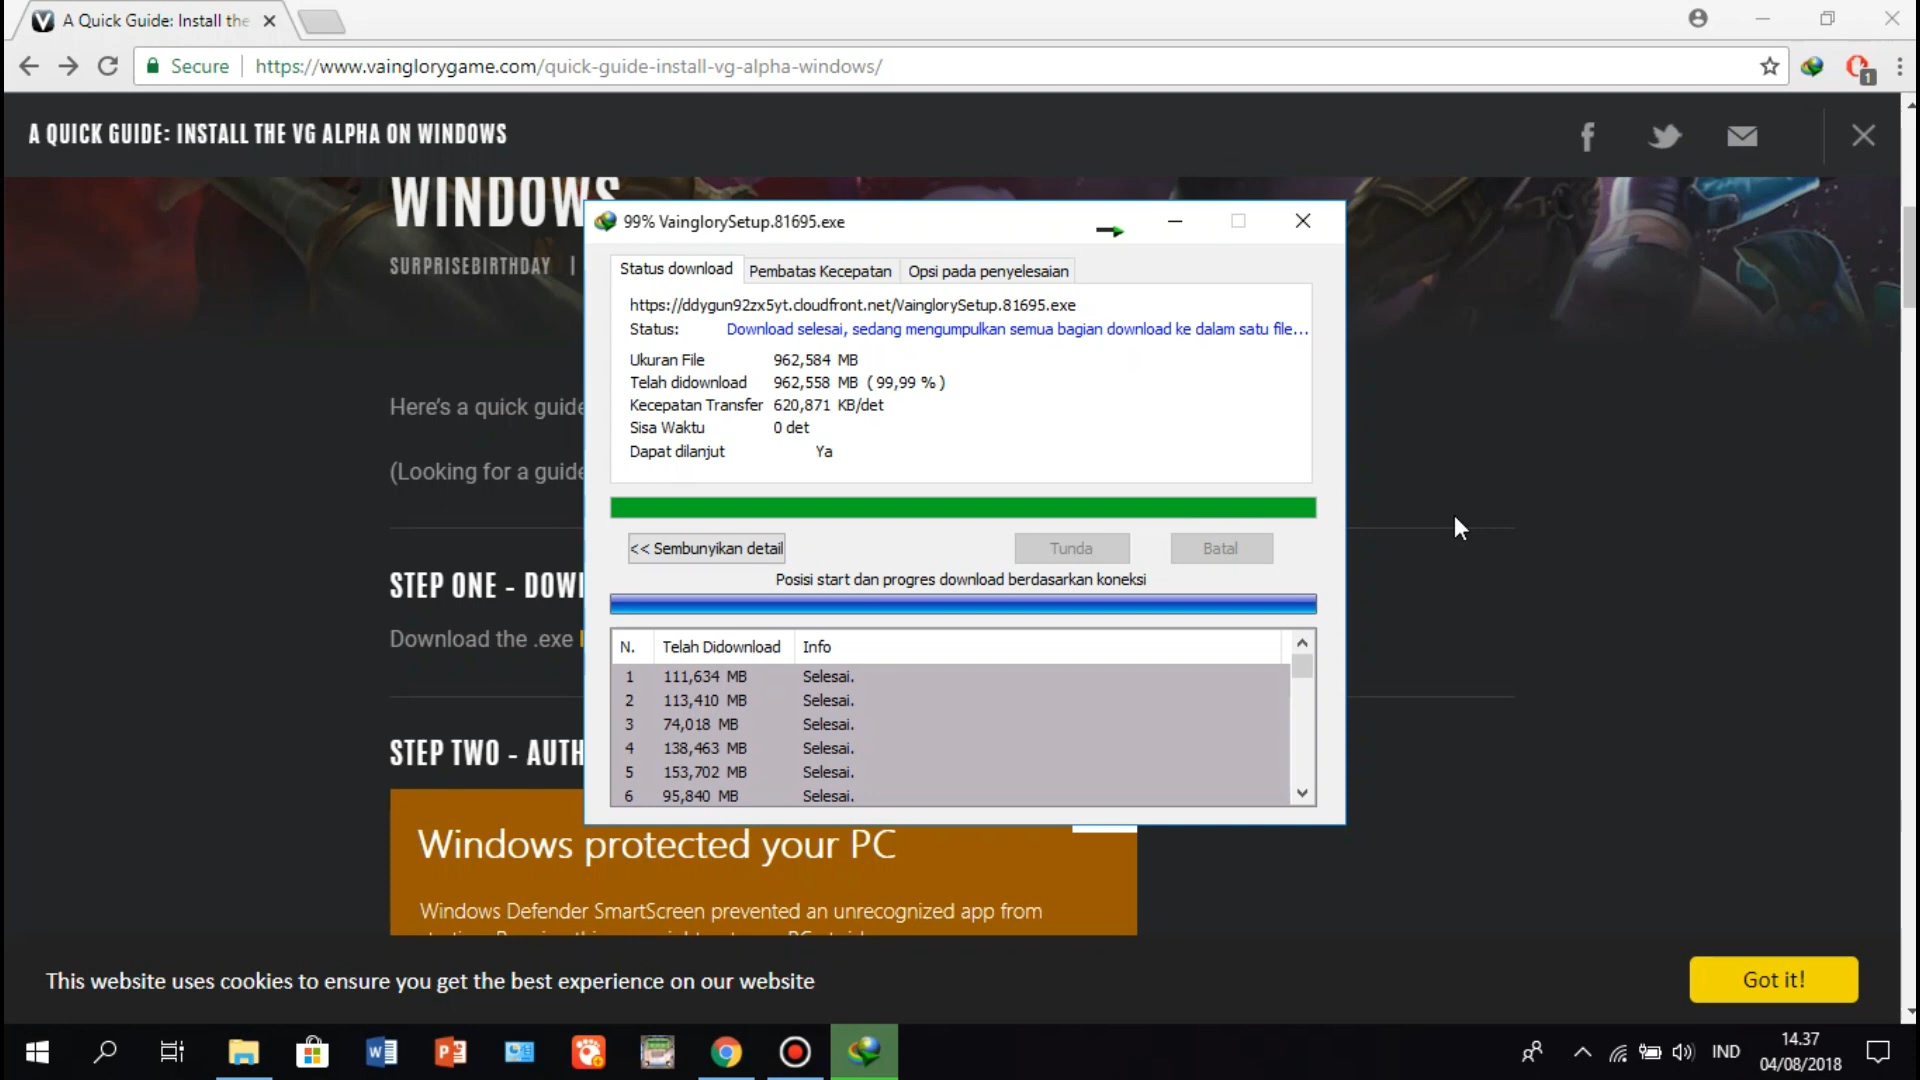 A Quick Guide: Install the
Secure
https://www.vainglorygame.com/quick-guide-install-vg-alpha-windows/
1
A QUICK GUIDE: INSTALL THE VG ALPHA ON WINDOWS
WINDOWS
SURPRISEBIRTHDAY |
Here's a quick guide
(Looking for a guide
STEP ONE - DOWN
Download the .exe
STEP TWO - AUTH
99% VainglorySetup.81695.exe
Status download
Pembatas Kecepatan
Opsi pada penyelesaian
https://ddygun92zx5yt.cloudfront.net/VainglorySetup.81695.exe
Status: Download selesai, sedang mengumpulkan semua bagian download ke dalam satu file...
Ukuran File 962,584 MB
Telah didownload 962,558 MB ( 99,99 % )
Kecepatan Transfer 620,871 KB/det
Sisa Waktu 0 det
Dapat dilanjut Ya
<< Sembunyikan detail
Tunda
Batal
Posisi start dan progres download berdasarkan koneksi
N. Telah Didownload Info
1 111,634 MB Selesai.
2 113,410 MB Selesai.
3 74,018 MB Selesai.
4 138,463 MB Selesai.
5 153,702 MB Selesai.
6 95,840 MB Selesai.
Windows protected your PC
Windows Defender SmartScreen prevented an unrecognized app from
This website uses cookies to ensure you get the best experience on our website
Got it!
IND
14.37
04/08/2018